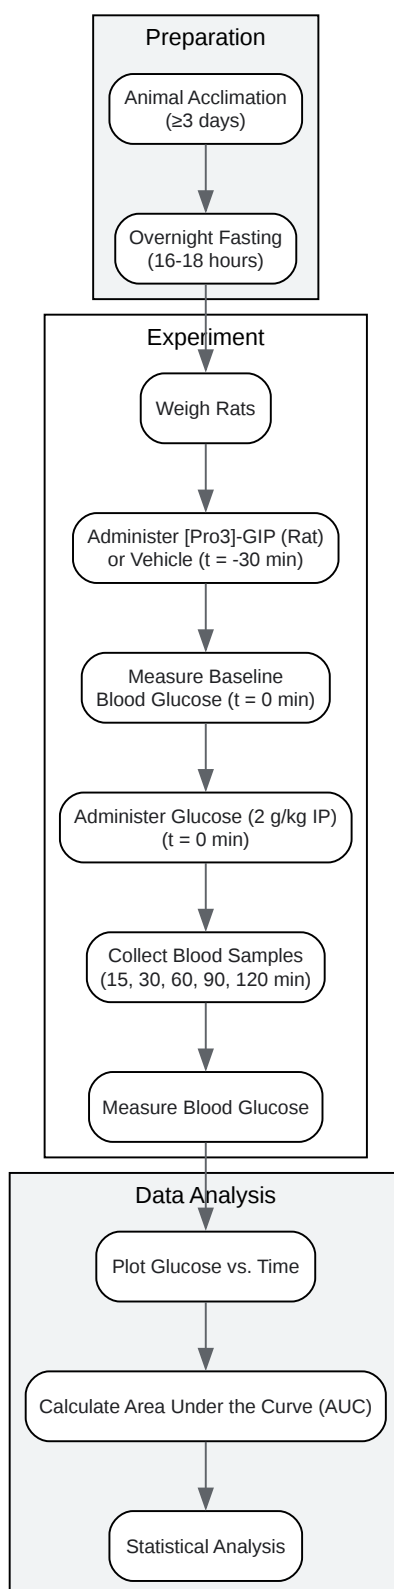 Preparation
Animal Acclimation
(≥3 days)
Overnight Fasting
(16-18 hours)
Experiment
Weigh Rats
Administer [Pro3]-GIP (Rat)
or Vehicle (t = -30 min)
Measure Baseline
Blood Glucose (t = 0 min)
Administer Glucose (2 g/kg IP)
(t = 0 min)
Collect Blood Samples
(15, 30, 60, 90, 120 min)
Measure Blood Glucose
Data Analysis
Plot Glucose vs. Time
Calculate Area Under the Curve (AUC)
Statistical Analysis